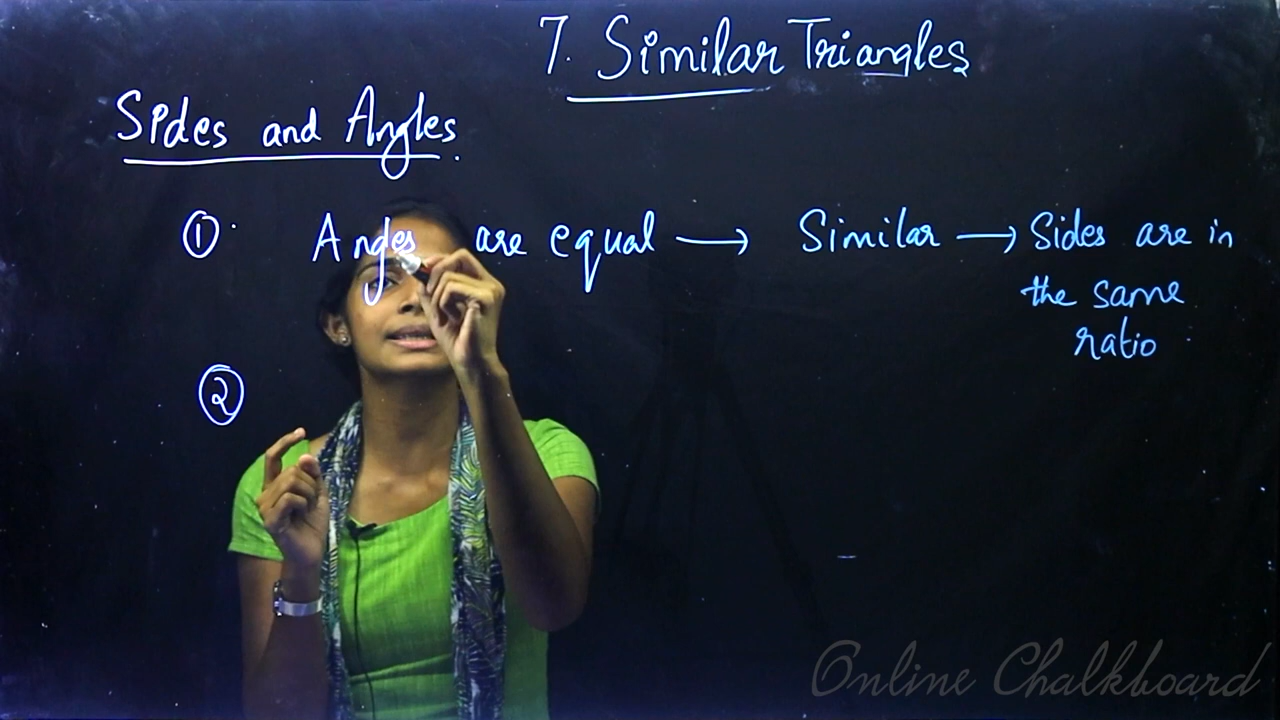 7. Similar Triangles
Sides and Angles.
① Anges are equal → Similar → Sides are in
the same
ratio
②
Online Chalkboard